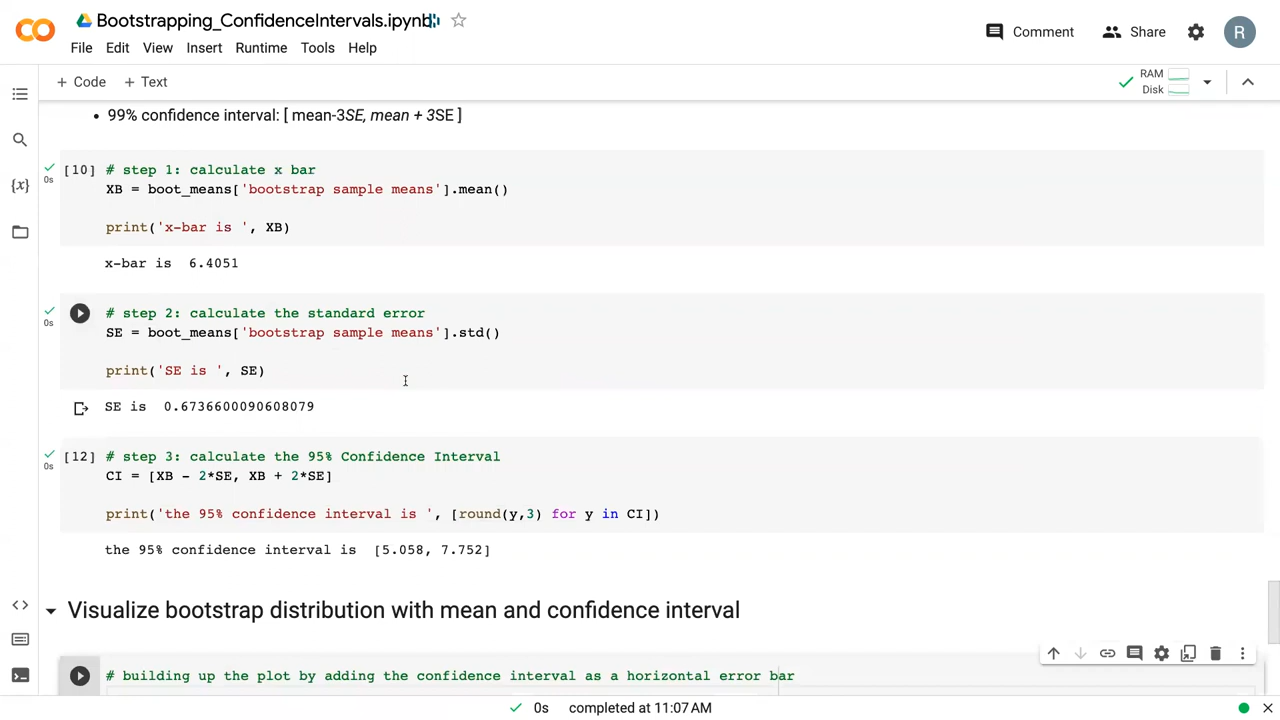 Bootstrapping_ConfidenceIntervals.ipynb
File Edit View Insert Runtime Tools Help
Comment
Share
R
+ Code + Text
RAM
Disk
• 99% confidence interval: [ mean-3SE, mean + 3SE ]
[10] # step 1: calculate x bar
0s
XB = boot_means['bootstrap sample means'].mean()
print('x-bar is ', XB)
x-bar is 6.4051
# step 2: calculate the standard error
0s
SE = boot_means['bootstrap sample means'].std()
print('SE is ', SE)
SE is 0.6736600090608079
[12] # step 3: calculate the 95% Confidence Interval
0s
CI = [XB - 2*SE, XB + 2*SE]
print('the 95% confidence interval is ', [round(y,3) for y in CI])
the 95% confidence interval is [5.058, 7.752]
Visualize bootstrap distribution with mean and confidence interval
# building up the plot by adding the confidence interval as a horizontal error bar
0s completed at 11:07 AM